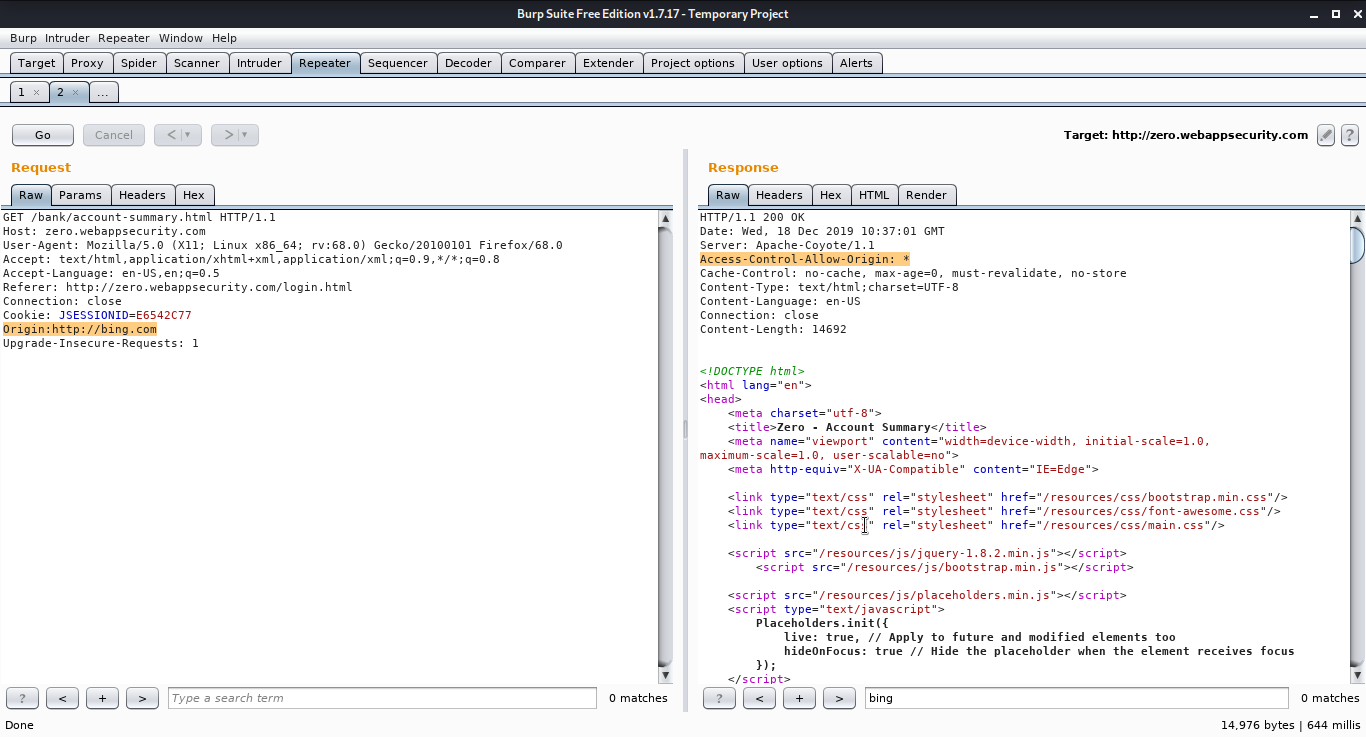 Burp Suite Free Edition v1.7.17 - Temporary Project
Burp Intruder Repeater Window Help
Target Proxy Spider Scanner Intruder Repeater Sequencer Decoder Comparer Extender Project options User options Alerts
1 × 2 × ...
Go Cancel < > Target: http://zero.webappsecurity.com ?
Request
Raw Params Headers Hex
GET /bank/account-summary.html HTTP/1.1
Host: zero.webappsecurity.com
User-Agent: Mozilla/5.0 (X11; Linux x86_64; rv:68.0) Gecko/20100101 Firefox/68.0
Accept: text/html,application/xhtml+xml,application/xml;q=0.9,*/*;q=0.8
Accept-Language: en-US,en;q=0.5
Referer: http://zero.webappsecurity.com/login.html
Connection: close
Cookie: JSESSIONID=E6542C77
Origin:http://bing.com
Upgrade-Insecure-Requests: 1
? < + > Type a search term 0 matches
Response
Raw Headers Hex HTML Render
HTTP/1.1 200 OK
Date: Wed, 18 Dec 2019 10:37:01 GMT
Server: Apache-Coyote/1.1
Access-Control-Allow-Origin: *
Cache-Control: no-cache, max-age=0, must-revalidate, no-store
Content-Type: text/html;charset=UTF-8
Content-Language: en-US
Connection: close
Content-Length: 14692
<!DOCTYPE html>
<html lang="en">
<head>
<meta charset="utf-8">
<title>Zero - Account Summary</title>
<meta name="viewport" content="width=device-width, initial-scale=1.0,
maximum-scale=1.0, user-scalable=no">
<meta http-equiv="X-UA-Compatible" content="IE=Edge">
<link type="text/css" rel="stylesheet" href="/resources/css/bootstrap.min.css"/>
<link type="text/css" rel="stylesheet" href="/resources/css/font-awesome.css"/>
<link type="text/css" rel="stylesheet" href="/resources/css/main.css"/>
<script src="/resources/js/jquery-1.8.2.min.js"></script>
<script src="/resources/js/bootstrap.min.js"></script>
<script src="/resources/js/placeholders.min.js"></script>
<script type="text/javascript">
Placeholders.init({
live: true, // Apply to future and modified elements too
hideOnFocus: true // Hide the placeholder when the element receives focus
});
</script>
? < + > bing 0 matches
Done 14,976 bytes | 644 millis